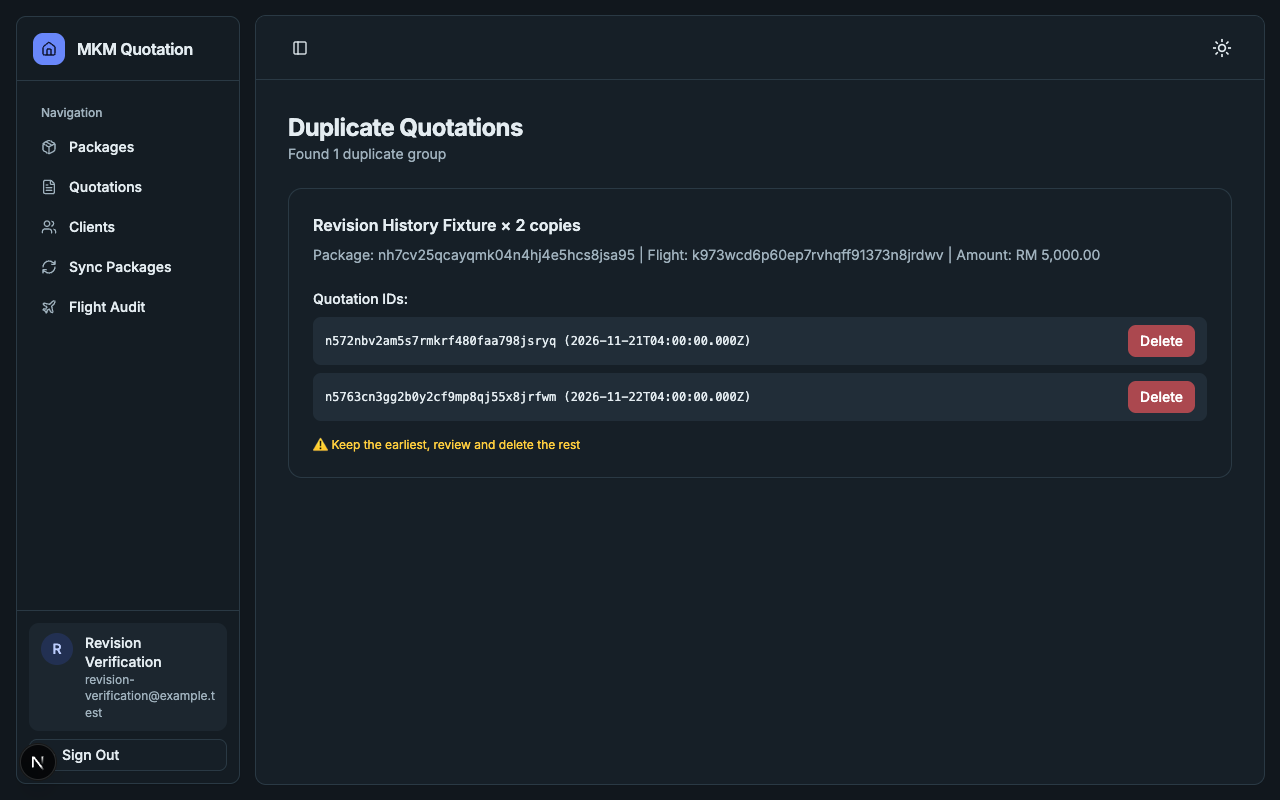 MKM Quotation
Navigation
Packages
Quotations
Clients
Sync Packages
Flight Audit
Revision
Verification
revision-
verification@example.t
est
Sign Out
N
Duplicate Quotations
Found 1 duplicate group
Revision History Fixture × 2 copies
Package: nh7cv25qcayqmk04n4hj4e5hcs8jsa95 | Flight: k973wcd6p60ep7rvhqff91373n8jrdwv | Amount: RM 5,000.00
Quotation IDs:
n572nbv2am5s7rmkrf480faa798jsryq (2026-11-21T04:00:00.000Z)
Delete
n5763cn3gg2b0y2cf9mp8qj55x8jrfwm (2026-11-22T04:00:00.000Z)
Delete
⚠ Keep the earliest, review and delete the rest
R